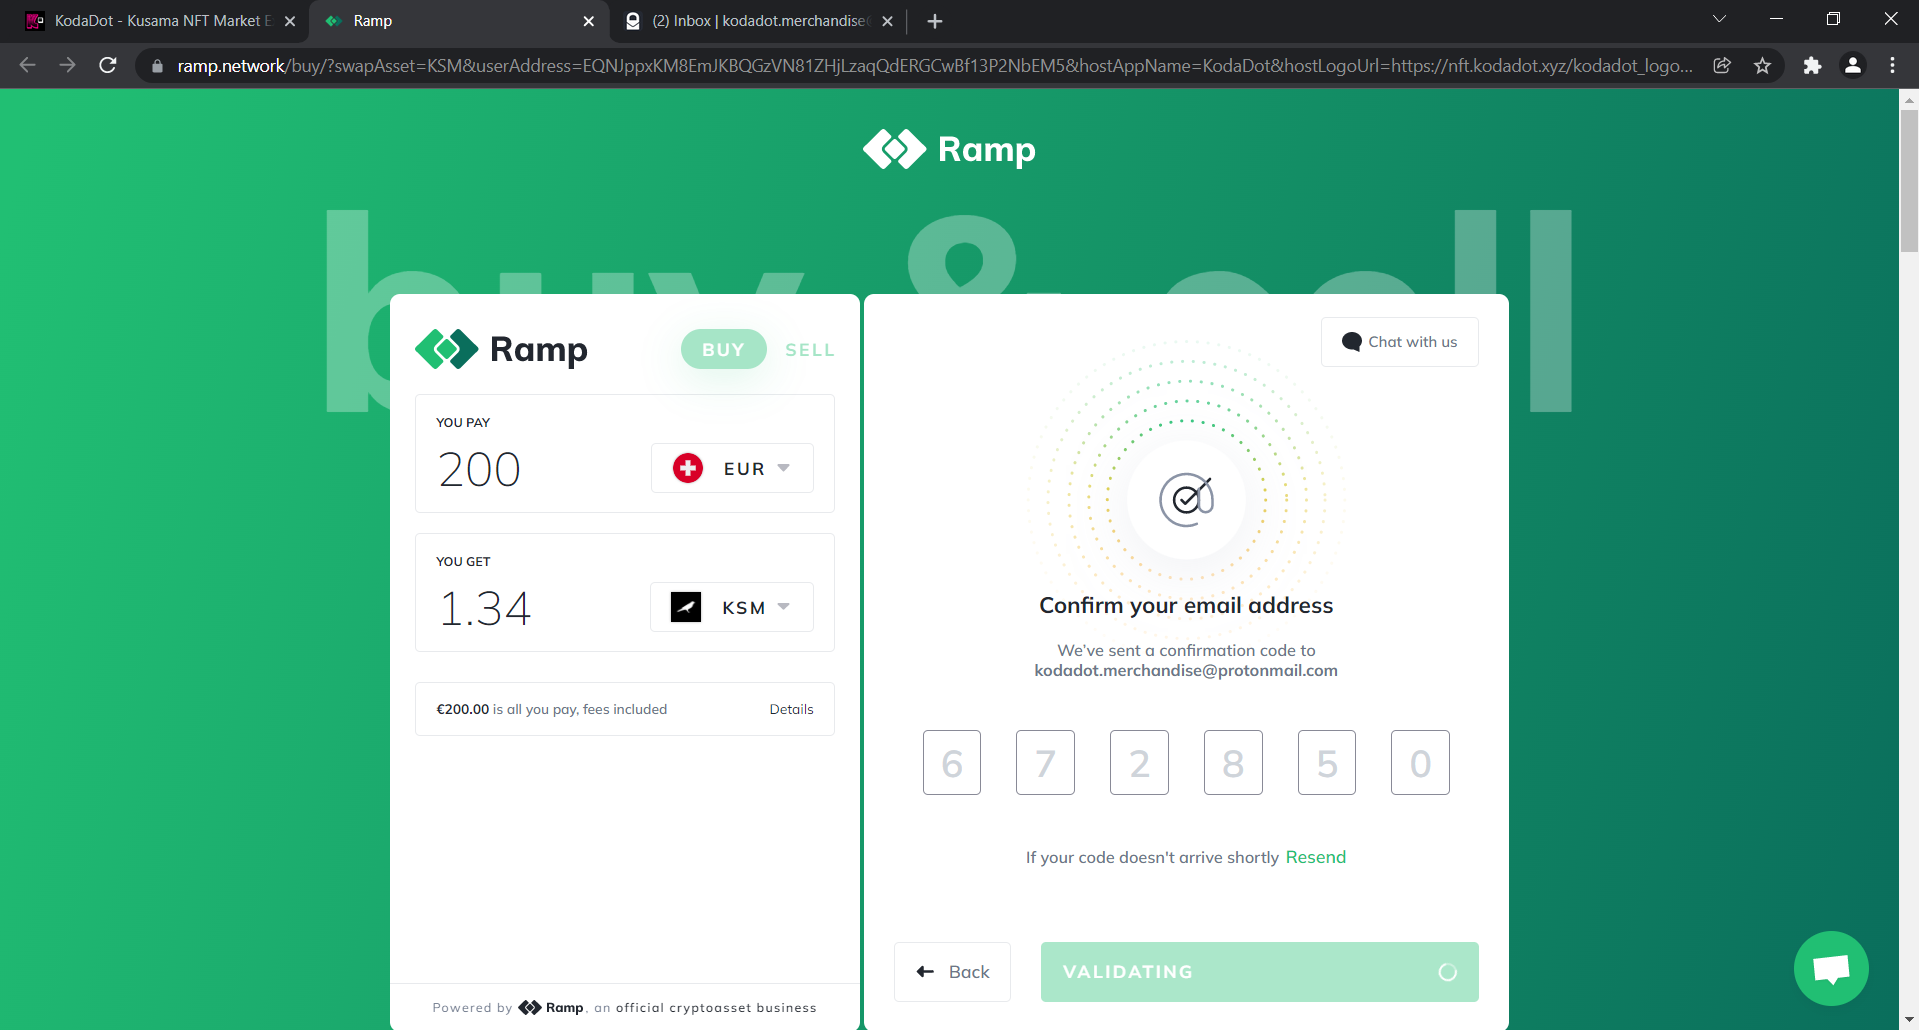 KodaDot - Kusama NFT Market E
Ramp
(2) Inbox | kodadot.merchandise@
ramp.network/buy/?swapAsset=KSM&userAddress=EQNJppxKM8EmJKBQGzVN81ZHjLzaqQdERGCwBf13P2NbEM5&hostAppName=KodaDot&hostLogoUrl=https://nft.kodadot.xyz/kodadot_logo...
Ramp
buy & sell
Ramp
BUY
SELL
YOU PAY
200
EUR
YOU GET
1.34
KSM
€200.00 is all you pay, fees included
Details
Powered by Ramp, an official cryptoasset business
Chat with us
Confirm your email address
We've sent a confirmation code to
kodadot.merchandise@protonmail.com
6 7 2 8 5 0
If your code doesn't arrive shortly Resend
Back
VALIDATING